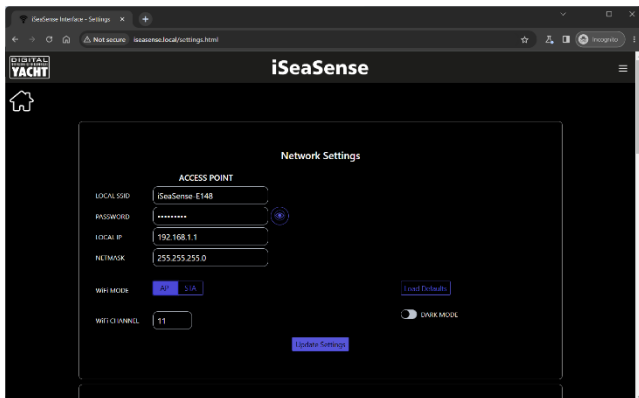 iSeaSense Interface - Settings
Not secure iseasense.local/settings.html
Incognito
DIGITAL
YACHT
iSeaSense
Network Settings
ACCESS POINT
LOCAL SSID iSeaSense-E148
PASSWORD •••••••••
LOCAL IP 192.168.1.1
NETMASK 255.255.255.0
WIFI MODE AP STA Load Defaults
WIFI CHANNEL 11 DARK MODE
Update Settings